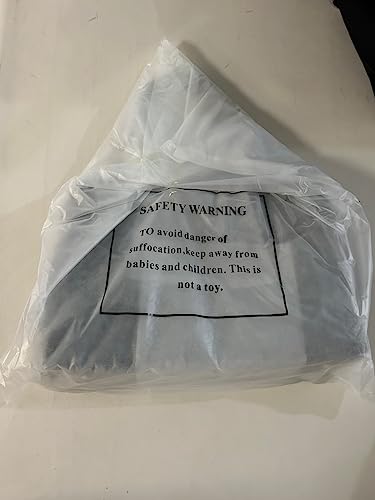 SAFETY WARNING
TO avoid danger of
suffocation,keep away from
babies and children. This is
not a toy.